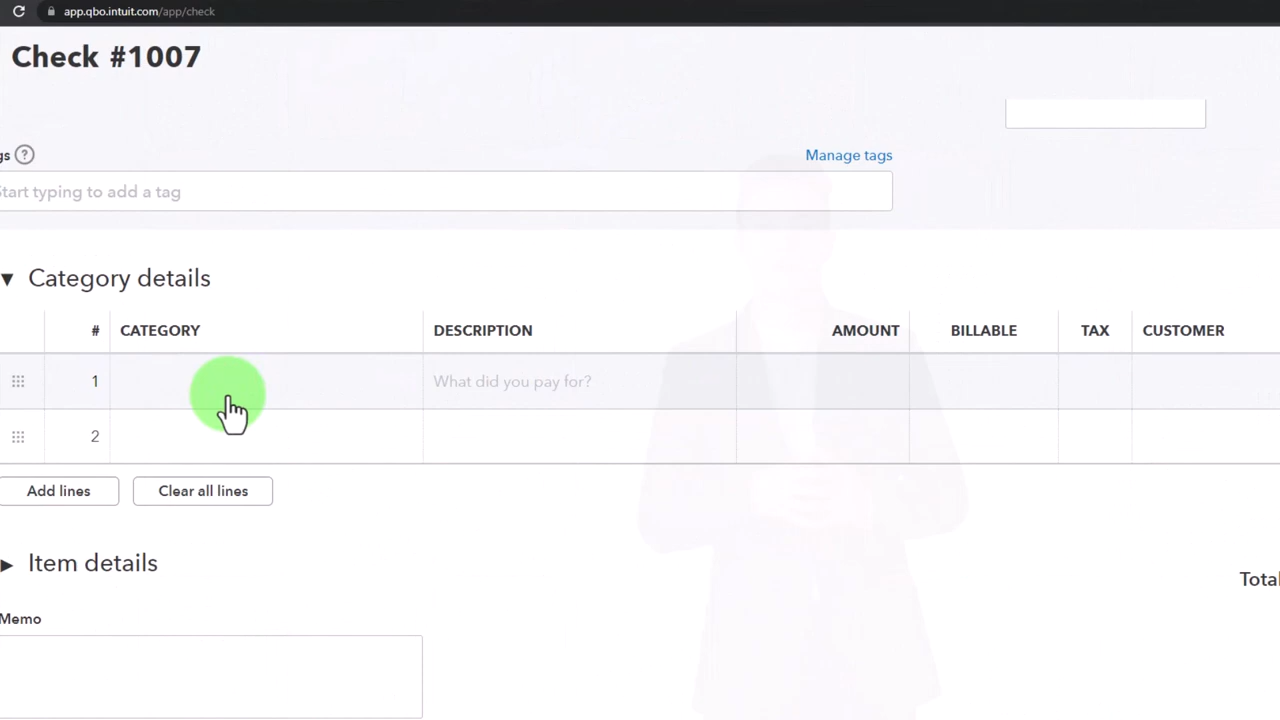 app.qbo.intuit.com/app/check
Check #1007
gs ? Manage tags
Start typing to add a tag
Category details
# CATEGORY DESCRIPTION AMOUNT BILLABLE TAX CUSTOMER
1 What did you pay for?
2
Add lines Clear all lines
Item details
Total
Memo